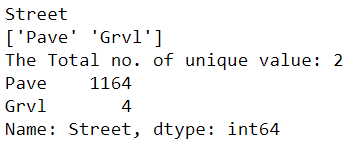 Street
['Pave' 'Grvl']
The Total no. of unique value: 2
Pave    1164
Grvl       4
Name: Street, dtype: int64